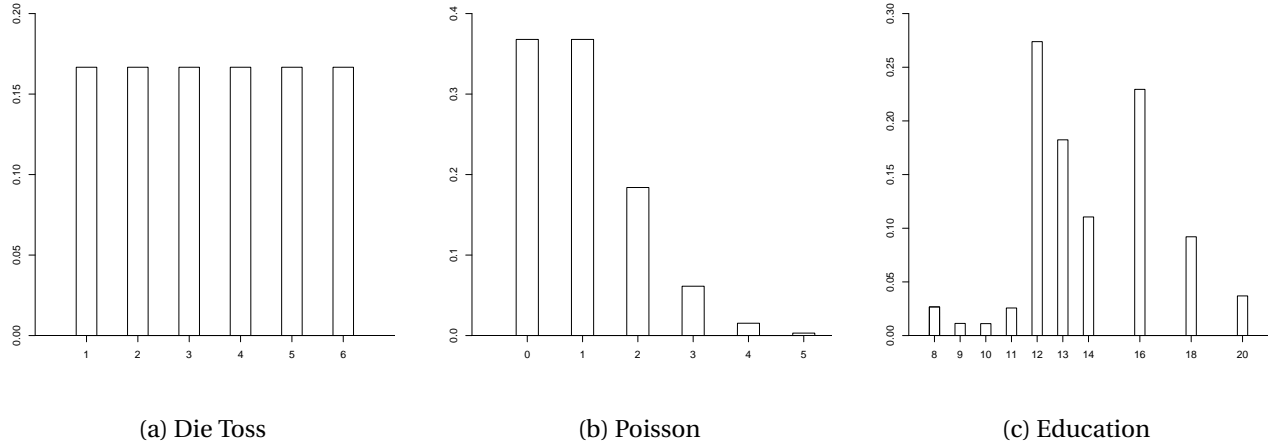 0.00 0.05 0.10 0.15 0.20
1 2 3 4 5 6
(a) Die Toss
0.0 0.1 0.2 0.3 0.4
0 1 2 3 4 5
(b) Poisson
0.00 0.05 0.10 0.15 0.20 0.25 0.30
8 9 10 11 12 13 14 16 18 20
(c) Education